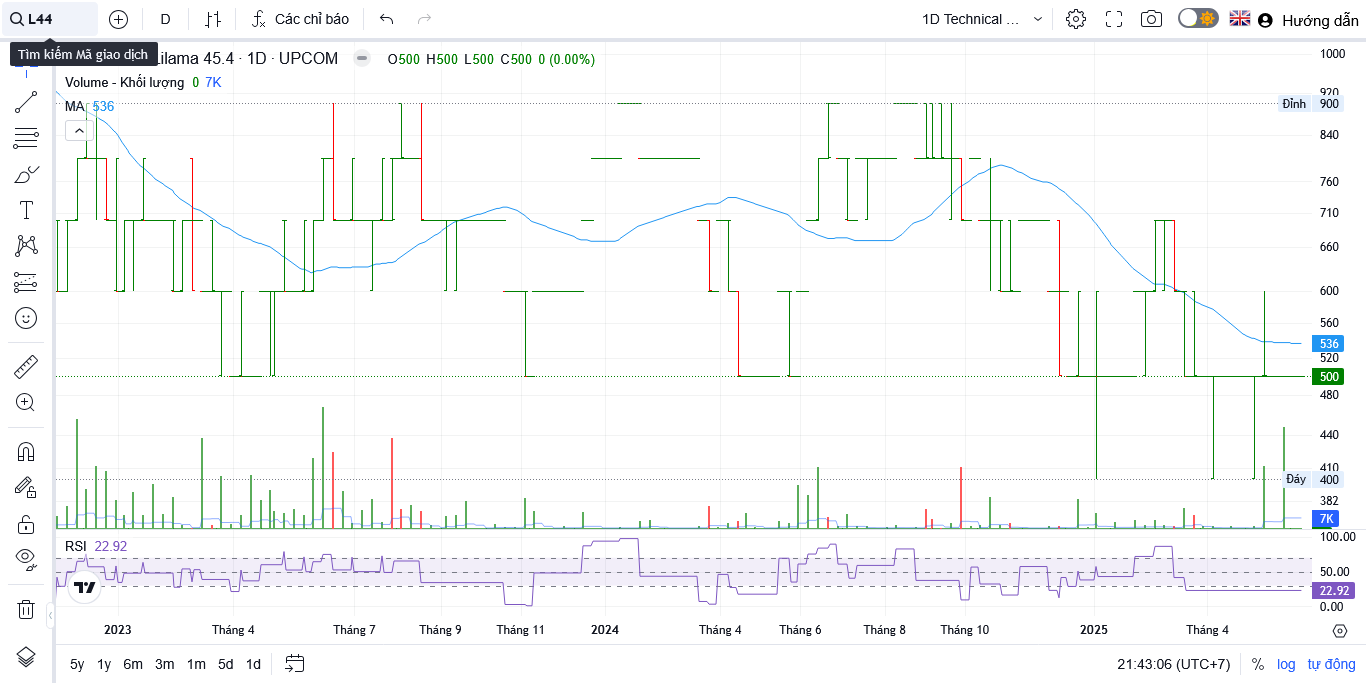 L44
D
Các chỉ báo
1D Technical ...
Hướng dẫn
Tìm kiếm Mã giao dịch
Lilama 45.4 · 1D · UPCOM
O500 H500 L500 C500 0 (0.00%)
Volume - Khối lượng 0 7K
MA 536
1000
920
Đỉnh 900
840
760
710
660
600
560
536
520
500
480
440
410
Đáy 400
382
7K
RSI 22.92
100.00
50.00
22.92
0.00
2023 Tháng 4 Tháng 7 Tháng 9 Tháng 11 2024 Tháng 4 Tháng 6 Tháng 8 Tháng 10 2025 Tháng 4
5y 1y 6m 3m 1m 5d 1d
21:43:06 (UTC+7) % log tự động